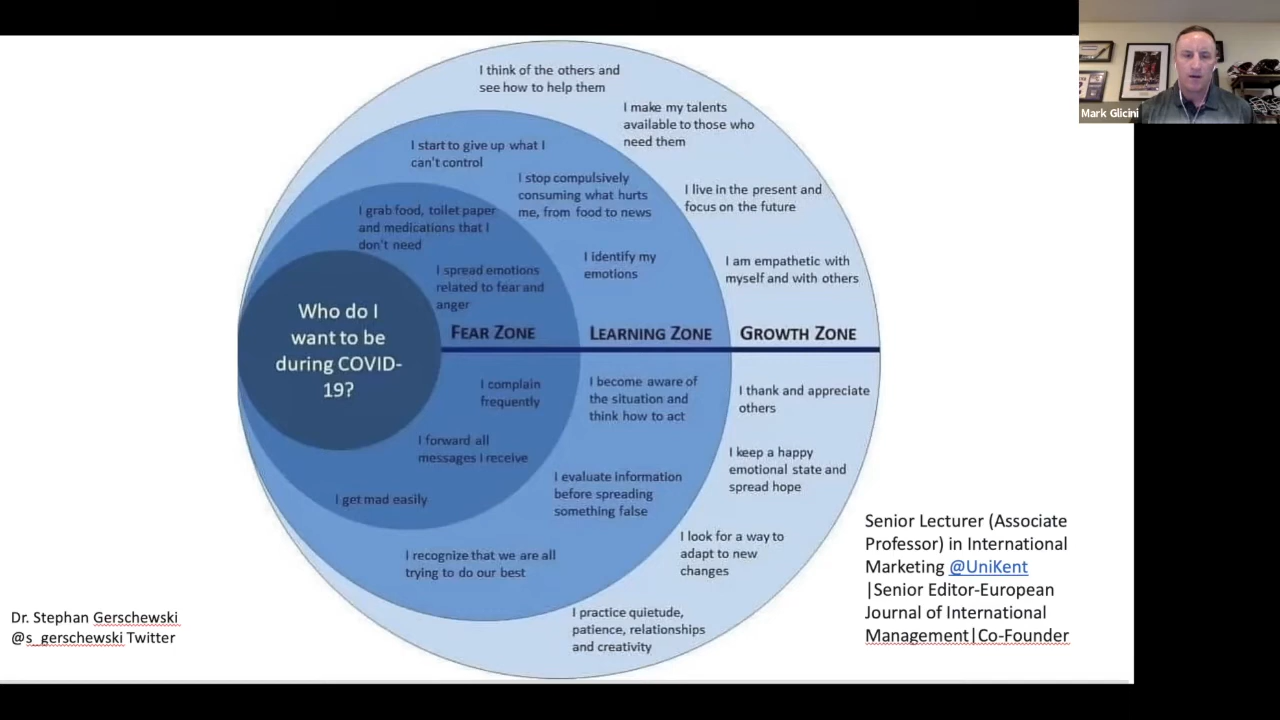 I think of the others and
see how to help them
I make my talents
available to those who
need them
I start to give up what I
can't control
I stop compulsively
consuming what hurts
me, from food to news
I live in the present and
focus on the future
I grab food, toilet paper
and medications that I
don't need
I identify my
emotions
I am empathetic with
myself and with others
I spread emotions
related to fear and
anger
Who do I
want to be
during COVID-
19?
FEAR ZONE
LEARNING ZONE
GROWTH ZONE
I complain
frequently
I become aware of
the situation and
think how to act
I thank and appreciate
others
I forward all
messages I receive
I keep a happy
emotional state and
spread hope
I evaluate information
before spreading
something false
I get mad easily
I look for a way to
adapt to new
changes
I recognize that we are all
trying to do our best
I practice quietude,
patience, relationships
and creativity
Senior Lecturer (Associate
Professor) in International
Marketing @UniKent
|Senior Editor-European
Journal of International
Management|Co-Founder
Dr. Stephan Gerschewski
@s_gerschewski Twitter
Mark Glicini